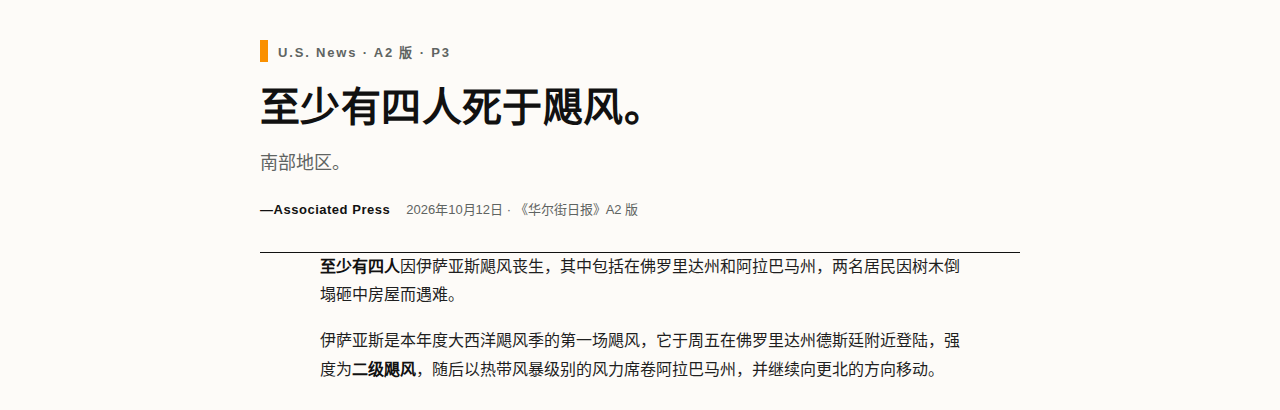 U.S. News · A2 版 · P3
至少有四人死于飓风。
南部地区。
—Associated Press 2026年10月12日 · 《华尔街日报》A2 版
至少有四人因伊萨亚斯飓风丧生，其中包括在佛罗里达州和阿拉巴马州，两名居民因树木倒
塌砸中房屋而遇难。
伊萨亚斯是本年度大西洋飓风季的第一场飓风，它于周五在佛罗里达州德斯廷附近登陆，强
度为二级飓风，随后以热带风暴级别的风力席卷阿拉巴马州，并继续向更北的方向移动。